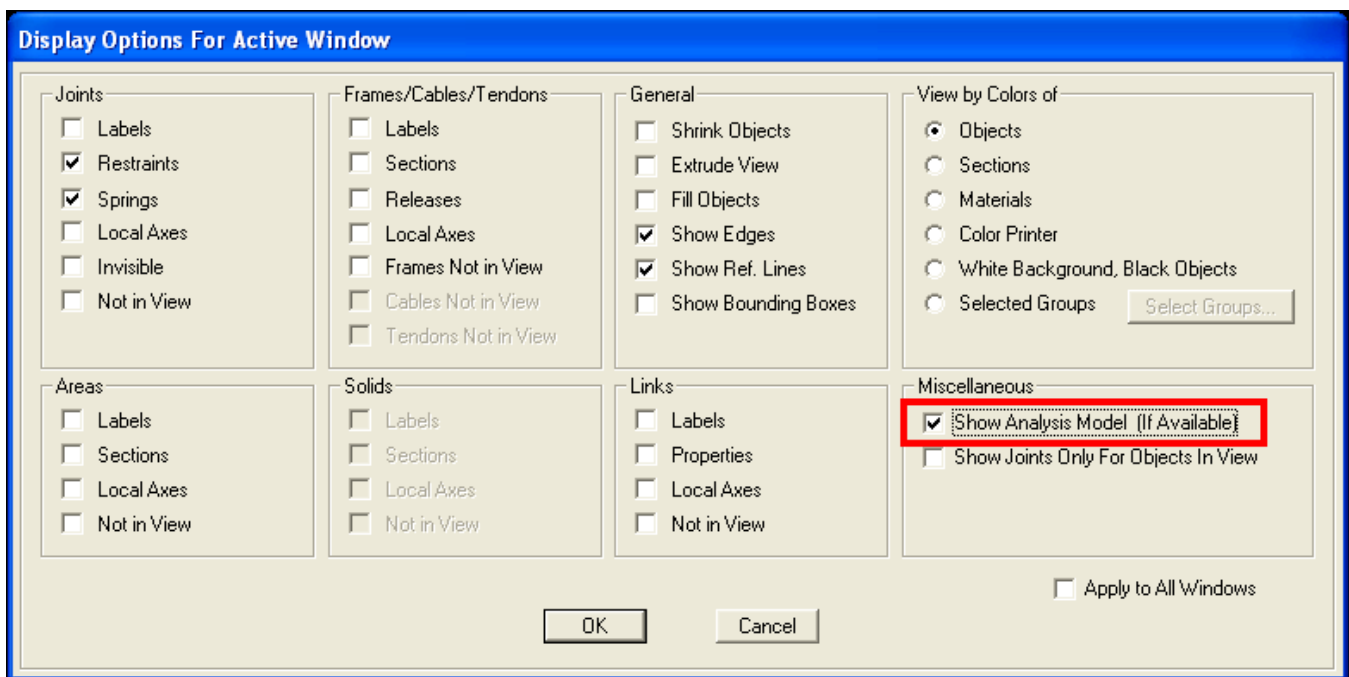 Display Options For Active Window
Joints
Labels
Restraints
Springs
Local Axes
Invisible
Not in View
Frames/Cables/Tendons
Labels
Sections
Releases
Local Axes
Frames Not in View
Cables Not in View
Tendons Not in View
General
Shrink Objects
Extrude View
Fill Objects
Show Edges
Show Ref. Lines
Show Bounding Boxes
View by Colors of
Objects
Sections
Materials
Color Printer
White Background, Black Objects
Selected Groups
Select Groups...
Areas
Labels
Sections
Local Axes
Not in View
Solids
Labels
Sections
Local Axes
Not in View
Links
Labels
Properties
Local Axes
Not in View
Miscellaneous
Show Analysis Model (If Available)
Show Joints Only For Objects In View
Apply to All Windows
OK
Cancel